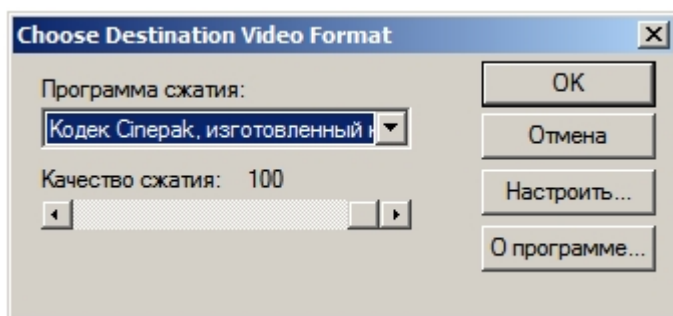 Choose Destination Video Format
Программа сжатия:
Кодек Cinepak, изготовленный
Качество сжатия: 100
OK
Отмена
Настроить...
О программе...